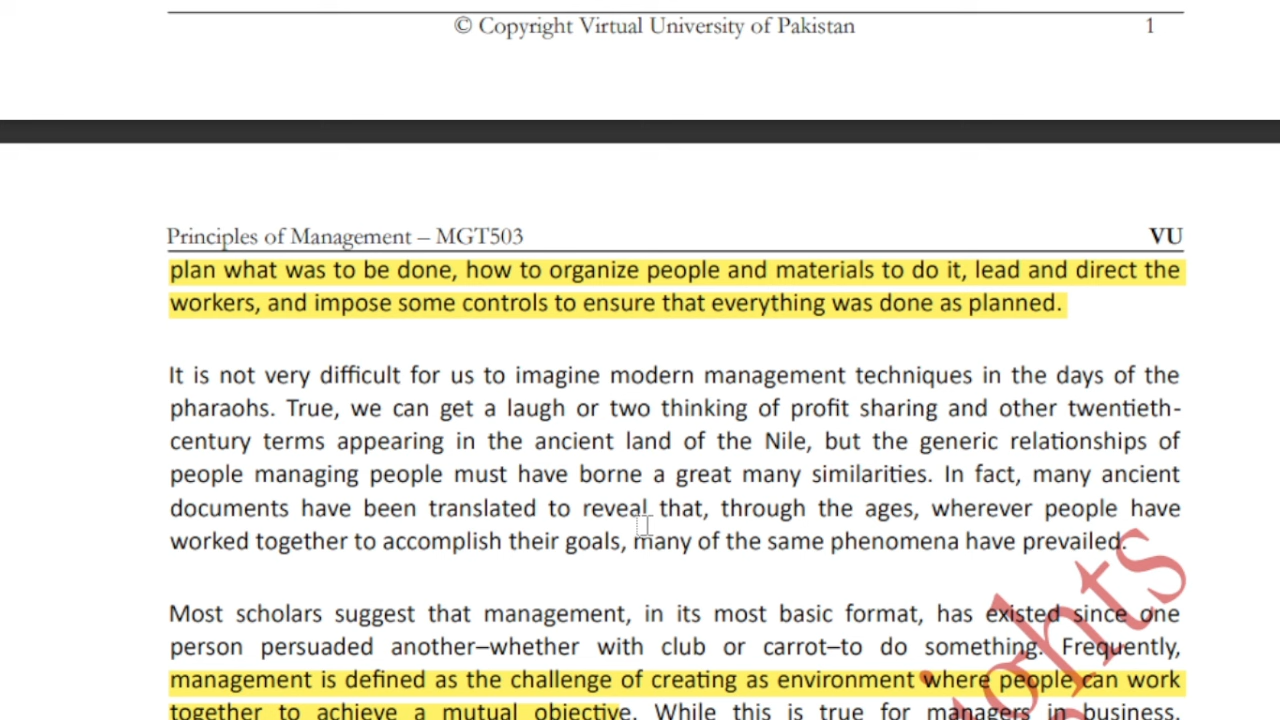 © Copyright Virtual University of Pakistan 1
Principles of Management – MGT503 VU
plan what was to be done, how to organize people and materials to do it, lead and direct the
workers, and impose some controls to ensure that everything was done as planned.
It is not very difficult for us to imagine modern management techniques in the days of the
pharaohs. True, we can get a laugh or two thinking of profit sharing and other twentieth-
century terms appearing in the ancient land of the Nile, but the generic relationships of
people managing people must have borne a great many similarities. In fact, many ancient
documents have been translated to reveal that, through the ages, wherever people have
worked together to accomplish their goals, many of the same phenomena have prevailed.
Most scholars suggest that management, in its most basic format, has existed since one
person persuaded another–whether with club or carrot–to do something. Frequently,
management is defined as the challenge of creating as environment where people can work
together to achieve a mutual objective. While this is true for managers in business,